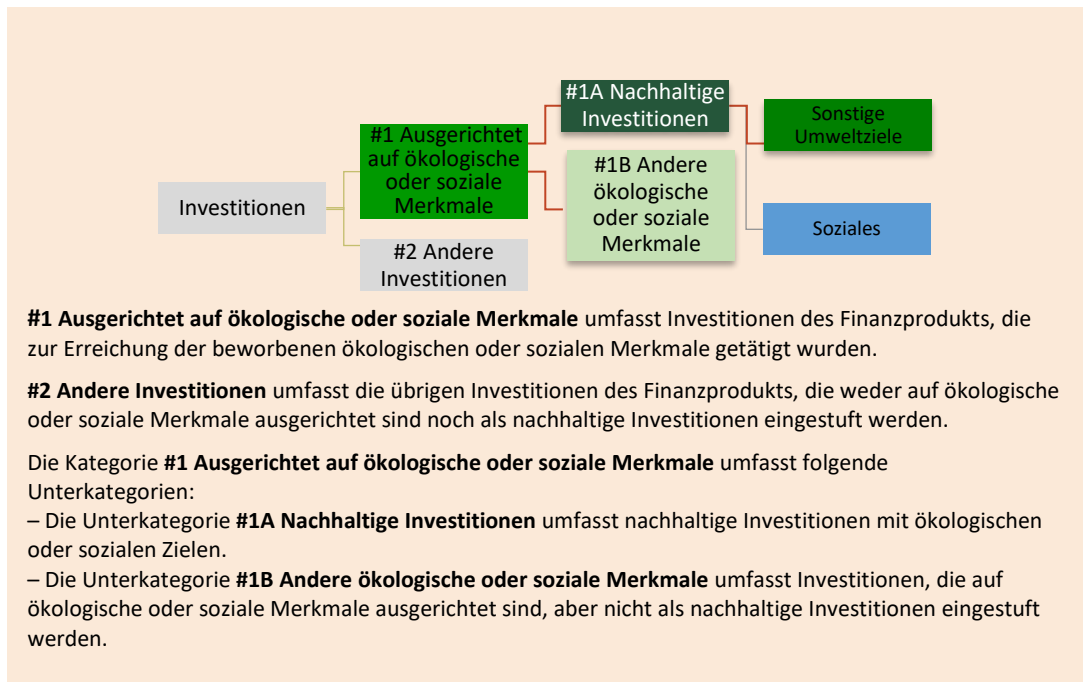 #1A Nachhaltige
Investitionen
Sonstige
Umweltziele
#1 Ausgerichtet
auf ökologische
oder soziale
Merkmale
#1B Andere
ökologische
oder soziale
Merkmale
Investitionen
Soziales
#2 Andere
Investitionen
#1 Ausgerichtet auf ökologische oder soziale Merkmale umfasst Investitionen des Finanzprodukts, die
zur Erreichung der beworbenen ökologischen oder sozialen Merkmale getätigt wurden.
#2 Andere Investitionen umfasst die übrigen Investitionen des Finanzprodukts, die weder auf ökologische
oder soziale Merkmale ausgerichtet sind noch als nachhaltige Investitionen eingestuft werden.
Die Kategorie #1 Ausgerichtet auf ökologische oder soziale Merkmale umfasst folgende
Unterkategorien:
– Die Unterkategorie #1A Nachhaltige Investitionen umfasst nachhaltige Investitionen mit ökologischen
oder sozialen Zielen.
– Die Unterkategorie #1B Andere ökologische oder soziale Merkmale umfasst Investitionen, die auf
ökologische oder soziale Merkmale ausgerichtet sind, aber nicht als nachhaltige Investitionen eingestuft
werden.